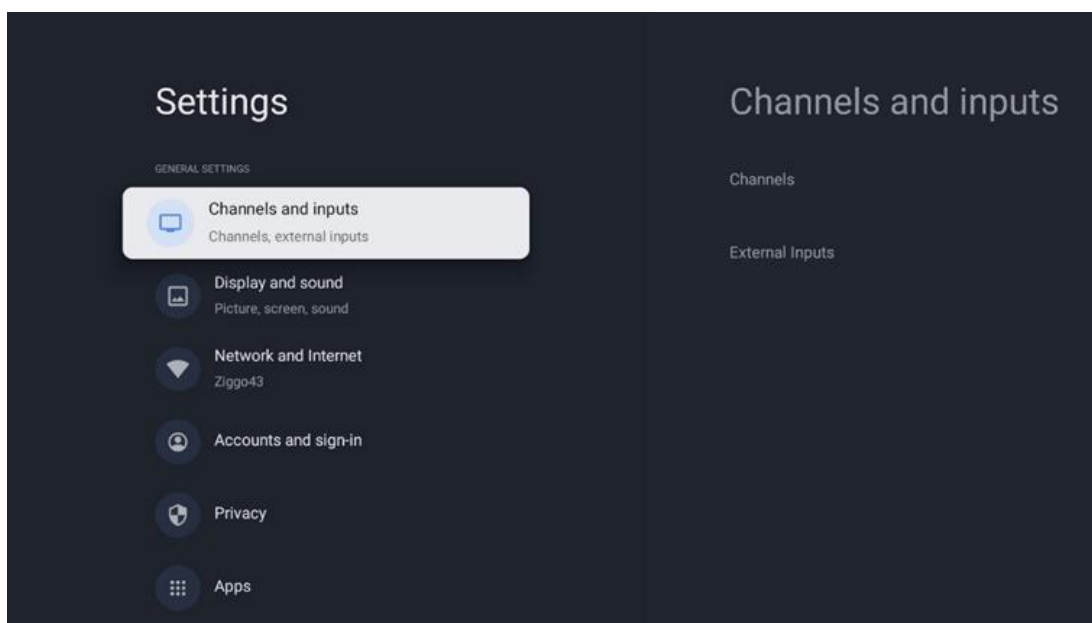 Settings
GENERAL SETTINGS
Channels and inputs
Channels, external inputs
Display and sound
Picture, screen, sound
Network and Internet
Ziggo43
Accounts and sign-in
Privacy
Apps
Channels and inputs
Channels
External Inputs